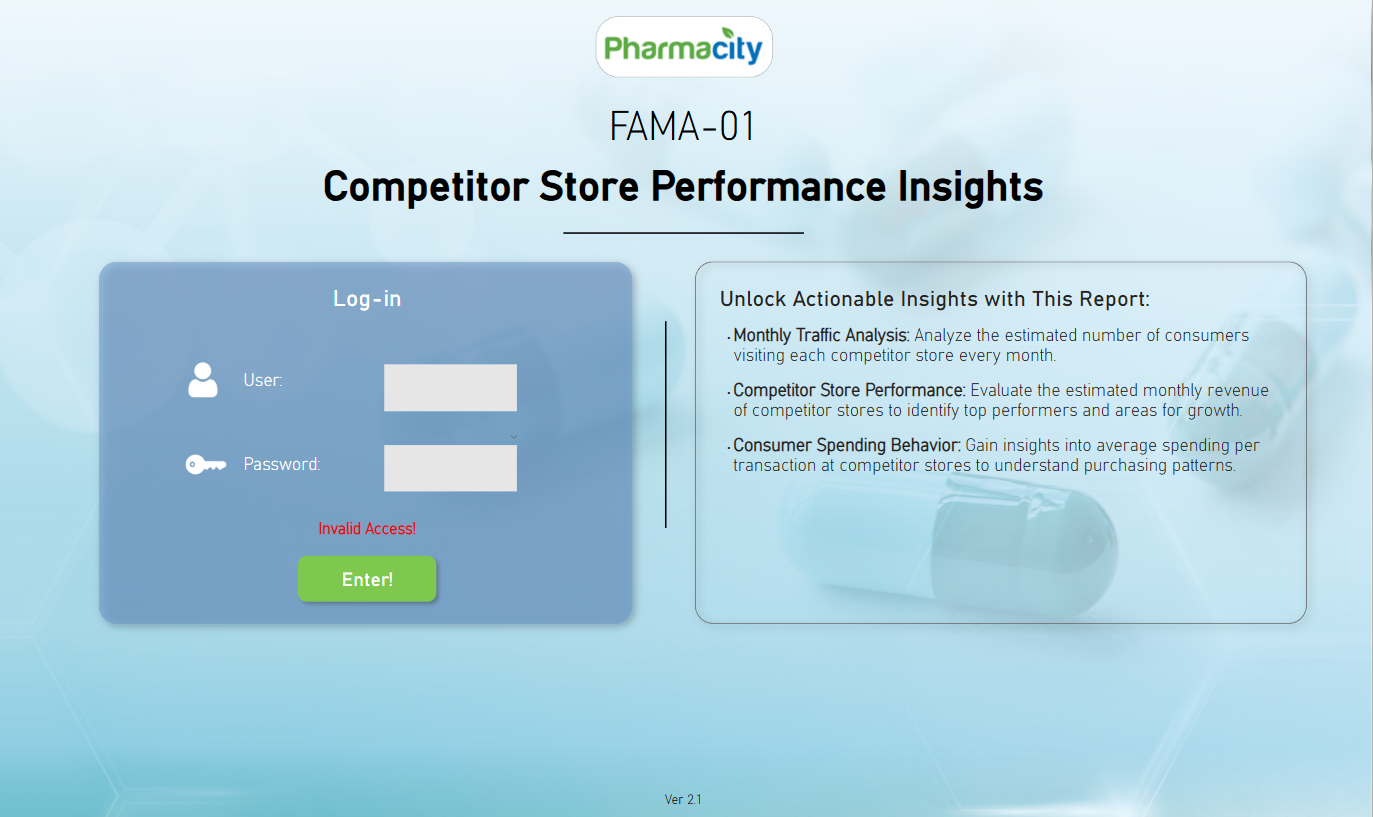 Pharmacity
FAMA-01
Competitor Store Performance Insights
Log-in
User:
Password:
Invalid Access!
Enter!
Unlock Actionable Insights with This Report:
· Monthly Traffic Analysis: Analyze the estimated number of consumers
visiting each competitor store every month.
· Competitor Store Performance: Evaluate the estimated monthly revenue
of competitor stores to identify top performers and areas for growth.
· Consumer Spending Behavior: Gain insights into average spending per
transaction at competitor stores to understand purchasing patterns.
Ver 2.1